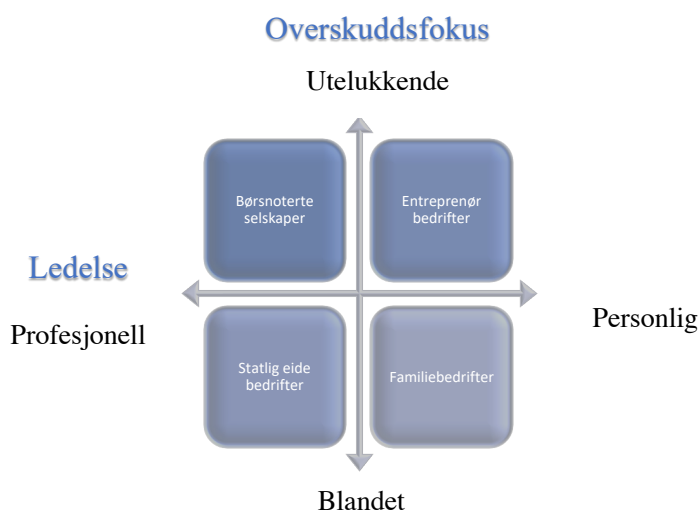 Overskuddsfokus
Utelukkende
Børsnoterte
selskaper
Entreprenør
bedrifter
Ledelse
Profesjonell
Personlig
Statlig eide
bedrifter
Familiebedrifter
Blandet